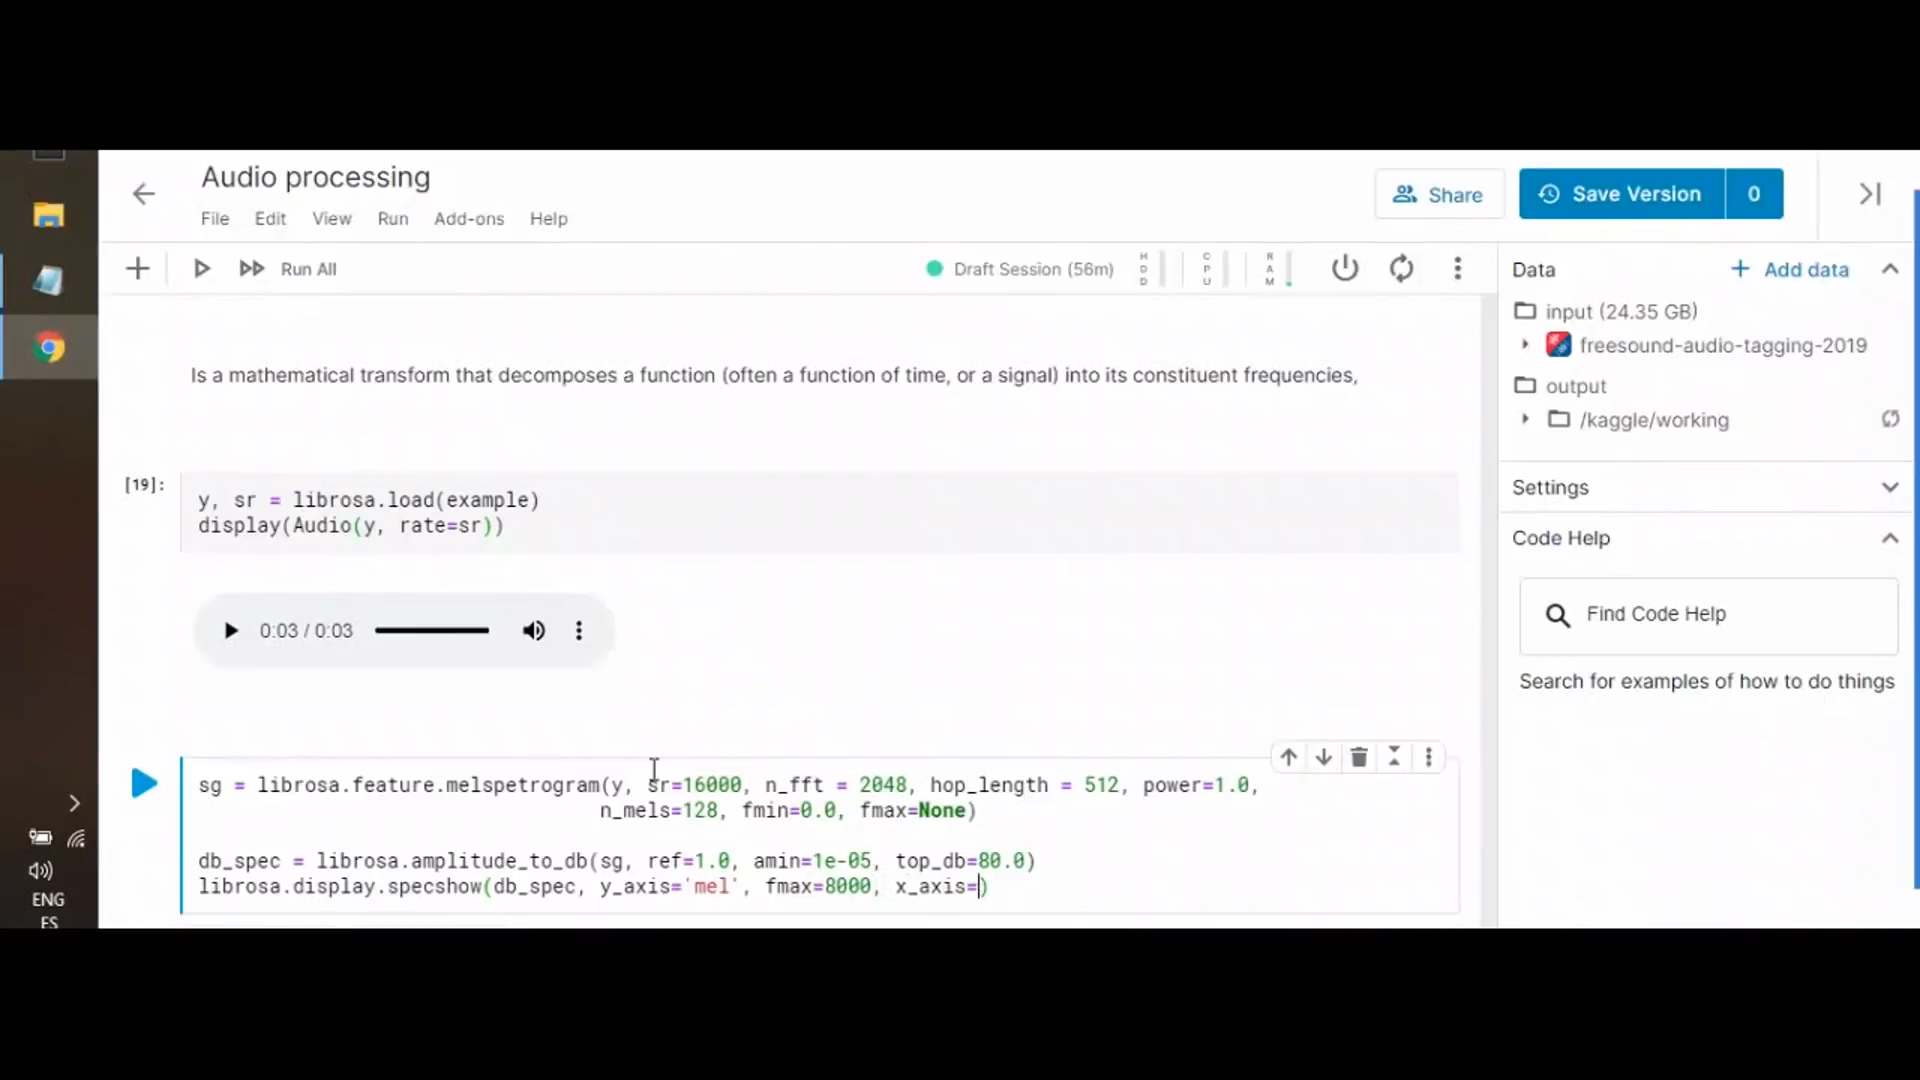 Audio processing
File Edit View Run Add-ons Help
Share
Save Version 0
Run All
Draft Session (56m)
HDD
CPU
RAM
Is a mathematical transform that decomposes a function (often a function of time, or a signal) into its constituent frequencies,
[19]:
y, sr = librosa.load(example)
display(Audio(y, rate=sr))
0:03 / 0:03
sg = librosa.feature.melspetrogram(y, sr=16000, n_fft = 2048, hop_length = 512, power=1.0,
n_mels=128, fmin=0.0, fmax=None)
db_spec = librosa.amplitude_to_db(sg, ref=1.0, amin=1e-05, top_db=80.0)
librosa.display.specshow(db_spec, y_axis='mel', fmax=8000, x_axis=)
Data
+ Add data
input (24.35 GB)
freesound-audio-tagging-2019
output
/kaggle/working
Settings
Code Help
Find Code Help
Search for examples of how to do things
ENG
ES